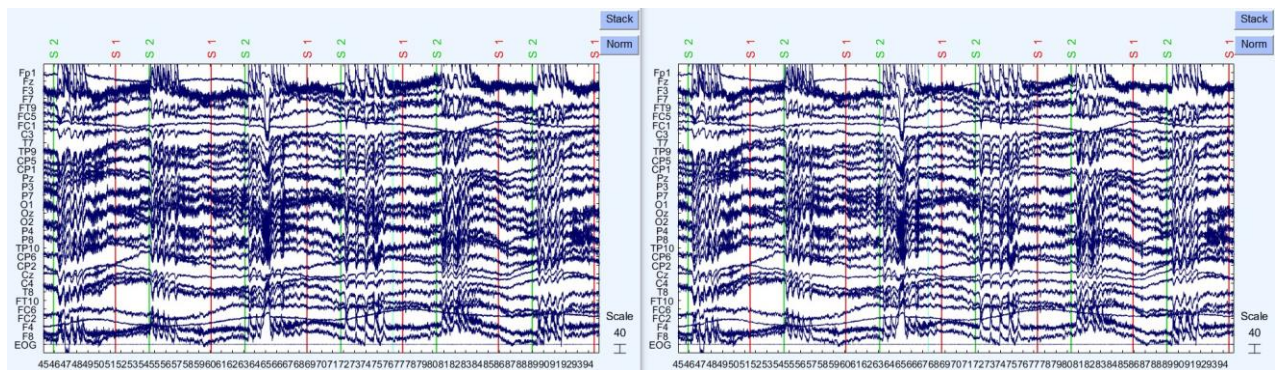 Stack
Norm
S 2
S 1
S 2
S 1
S 2
S 1
S 2
S 1
S 2
S 1
S 2
S 1
Fp1
Fz
F3
F7
FT9
FC5
FC1
C3
T7
TP9
CP5
CP1
Pz
P3
P7
O1
Oz
O2
P4
P8
TP10
CP6
CP2
Cz
C4
T8
FT10
FC6
FC2
F4
F8
EOG
Scale
40
4546474849505152535455565758596061626364656667686970717273747576777879808182838485868788899091929394
Stack
Norm
S 2
S 1
S 2
S 1
S 2
S 1
S 2
S 1
S 2
S 1
S 2
S 1
Fp1
Fz
F3
F7
FT9
FC5
FC1
C3
T7
TP9
CP5
CP1
Pz
P3
P7
O1
Oz
O2
P4
P8
TP10
CP6
CP2
Cz
C4
T8
FT10
FC6
FC2
F4
F8
EOG
Scale
40
4546474849505152535455565758596061626364656667686970717273747576777879808182838485868788899091929394